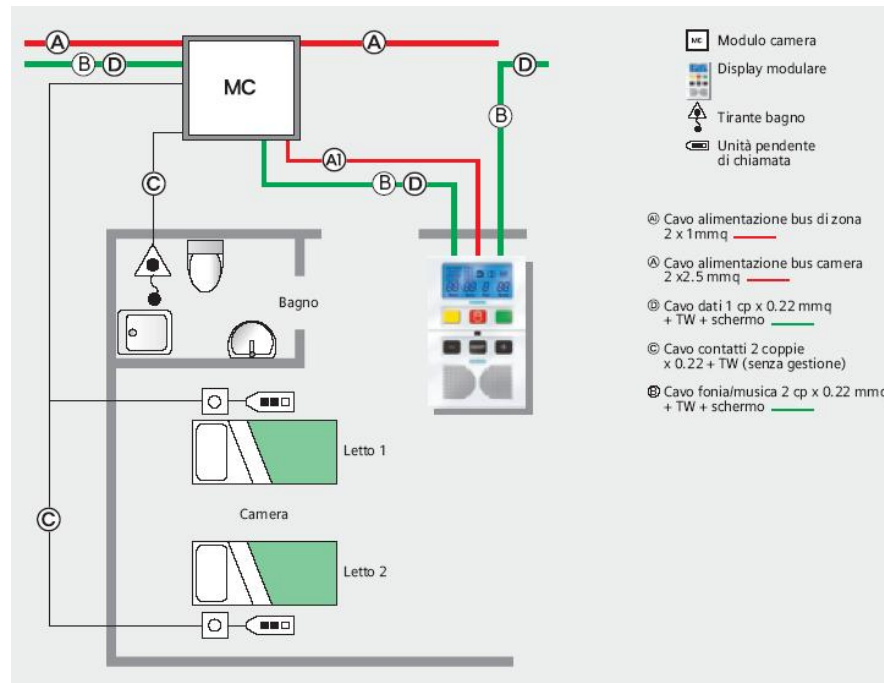 A
A
B D
D
MC
B
A1
B D
C
Bagno
Letto 1
Camera
Letto 2
C
MC Modulo camera
Display modulare
Tirante bagno
Unità pendente
di chiamata
A1 Cavo alimentazione bus di zona
2 x 1mmq
A Cavo alimentazione bus camera
2 x2.5 mmq
D Cavo dati 1 cp x 0.22 mmq
+ TW + schermo
C Cavo contatti 2 coppie
x 0.22 + TW (senza gestione)
B Cavo fonia/musica 2 cp x 0.22 mmq
+ TW + schermo